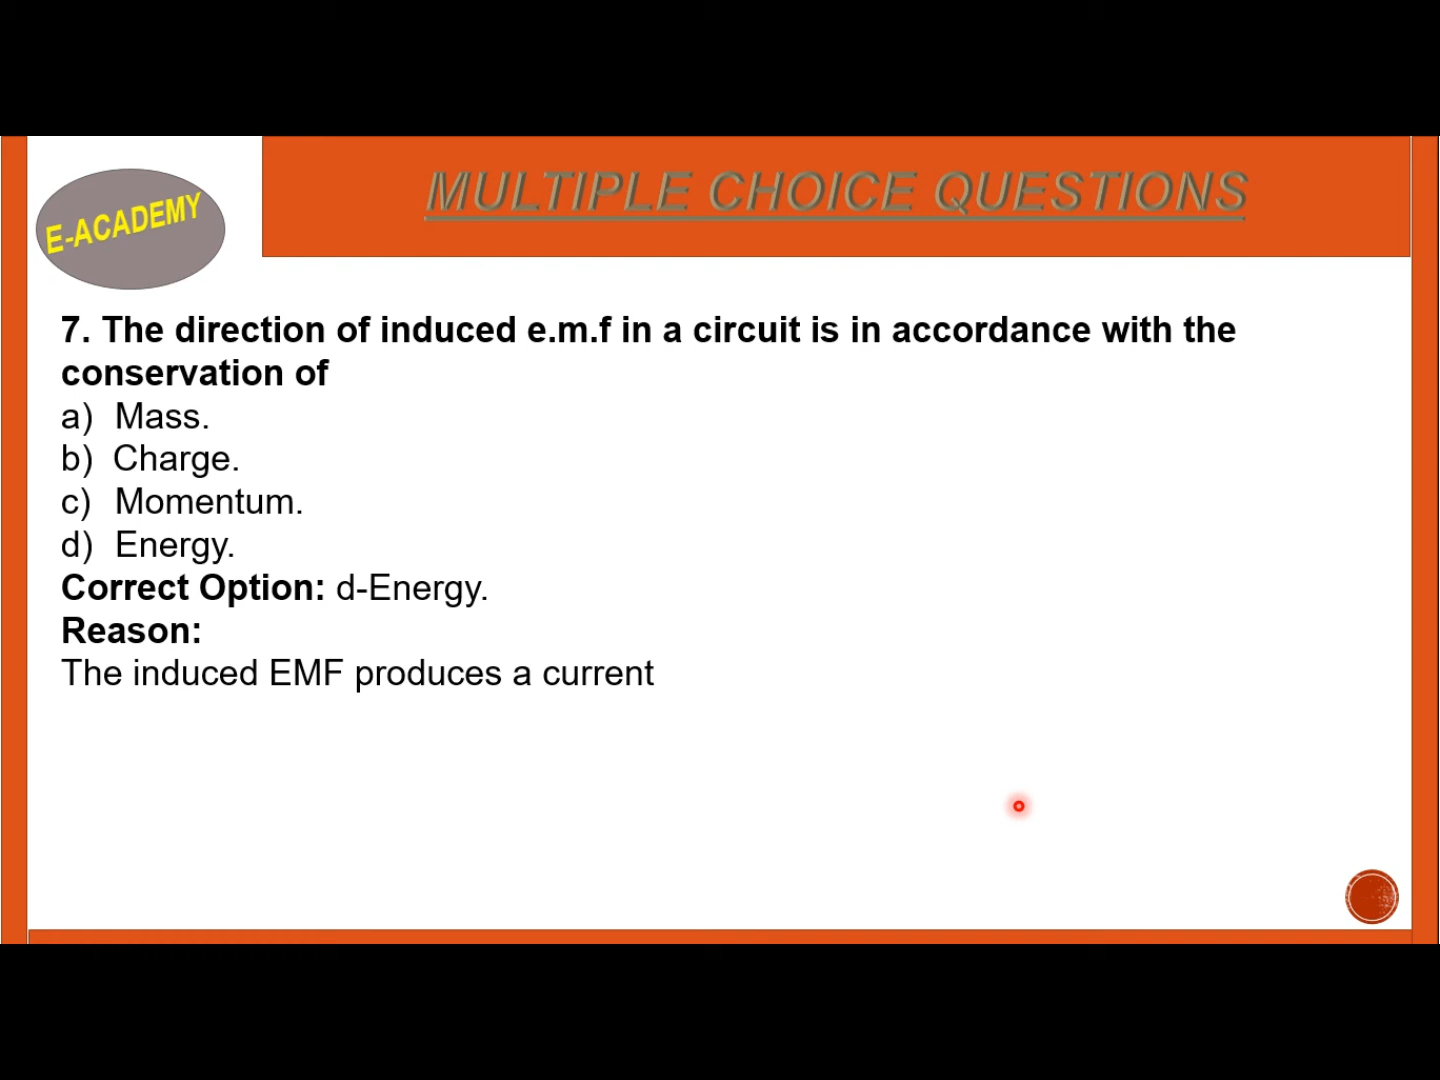 E-ACADEMY
MULTIPLE CHOICE QUESTIONS
7. The direction of induced e.m.f in a circuit is in accordance with the
conservation of
a) Mass.
b) Charge.
c) Momentum.
d) Energy.
Correct Option: d-Energy.
Reason:
The induced EMF produces a current